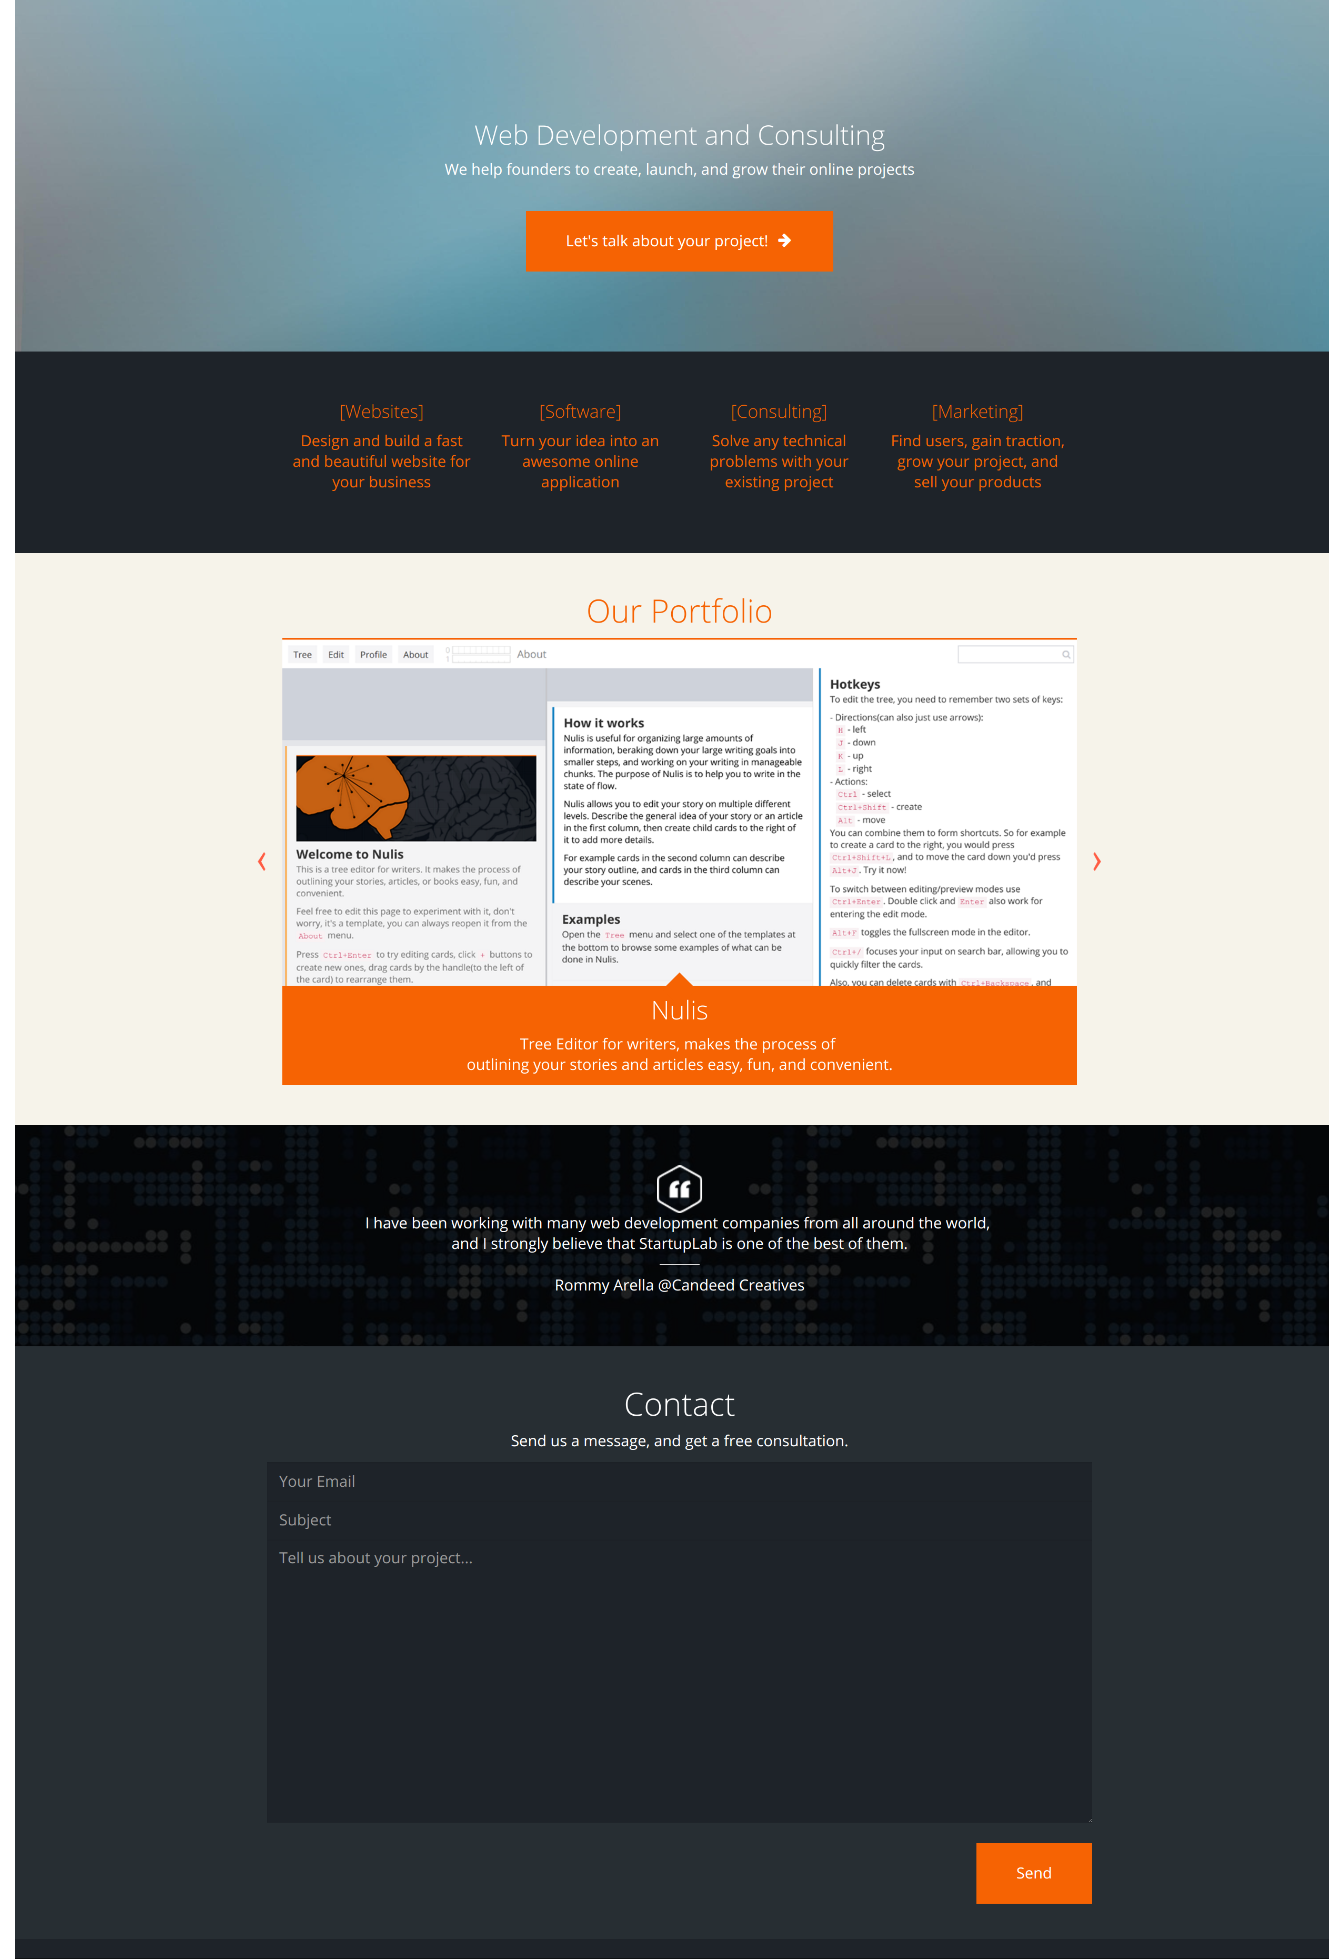 Web Development and Consulting
We help founders to create, launch, and grow their online projects
Let's talk about your project!
[Websites]
Design and build a fast
and beautiful website for
your business
[Software]
Turn your idea into an
awesome online
application
[Consulting]
Solve any technical
problems with your
existing project
[Marketing]
Find users, gain traction,
grow your project, and
sell your products
Our Portfolio
Tree Edit Profile About 0 1 About
Welcome to Nulis
This is a tree editor for writers. It makes the process of
outlining your stories, articles, or books easy, fun, and
convenient.
Feel free to edit this page to experiment with it, don't
worry, it's a template, you can always reopen it from the
About menu.
Press Ctrl+Enter to try editing cards, click + buttons to
create new ones, drag cards by the handle(to the left of
the card) to rearrange them.
How it works
Nulis is useful for organizing large amounts of
information, beraking down your large writing goals into
smaller steps, and working on your writing in manageable
chunks. The purpose of Nulis is to help you to write in the
state of flow.
Nulis allows you to edit your story on multiple different
levels. Describe the general idea of your story or an article
in the first column, then create child cards to the right of
it to add more details.
For example cards in the second column can describe
your story outline, and cards in the third column can
describe your scenes.
Examples
Open the Tree menu and select one of the templates at
the bottom to browse some examples of what can be
done in Nulis.
Hotkeys
To edit the tree, you need to remember two sets of keys:
- Directions(can also just use arrows):
H - left
J - down
K - up
L - right
- Actions:
Ctrl - select
Ctrl+Shift - create
Alt - move
You can combine them to form shortcuts. So for example
to create a card to the right, you would press
Ctrl+Shift+L, and to move the card down you'd press
Alt+J. Try it now!
To switch between editing/preview modes use
Ctrl+Enter. Double click and Enter also work for
entering the edit mode.
Alt+F toggles the fullscreen mode in the editor.
Ctrl+/ focuses your input on search bar, allowing you to
quickly filter the cards.
Also, you can delete cards with Ctrl+Backspace, and
Nulis
Tree Editor for writers, makes the process of
outlining your stories and articles easy, fun, and convenient.
I have been working with many web development companies from all around the world,
and I strongly believe that StartupLab is one of the best of them.
Rommy Arella @Candeed Creatives
Contact
Send us a message, and get a free consultation.
Your Email
Subject
Tell us about your project...
Send